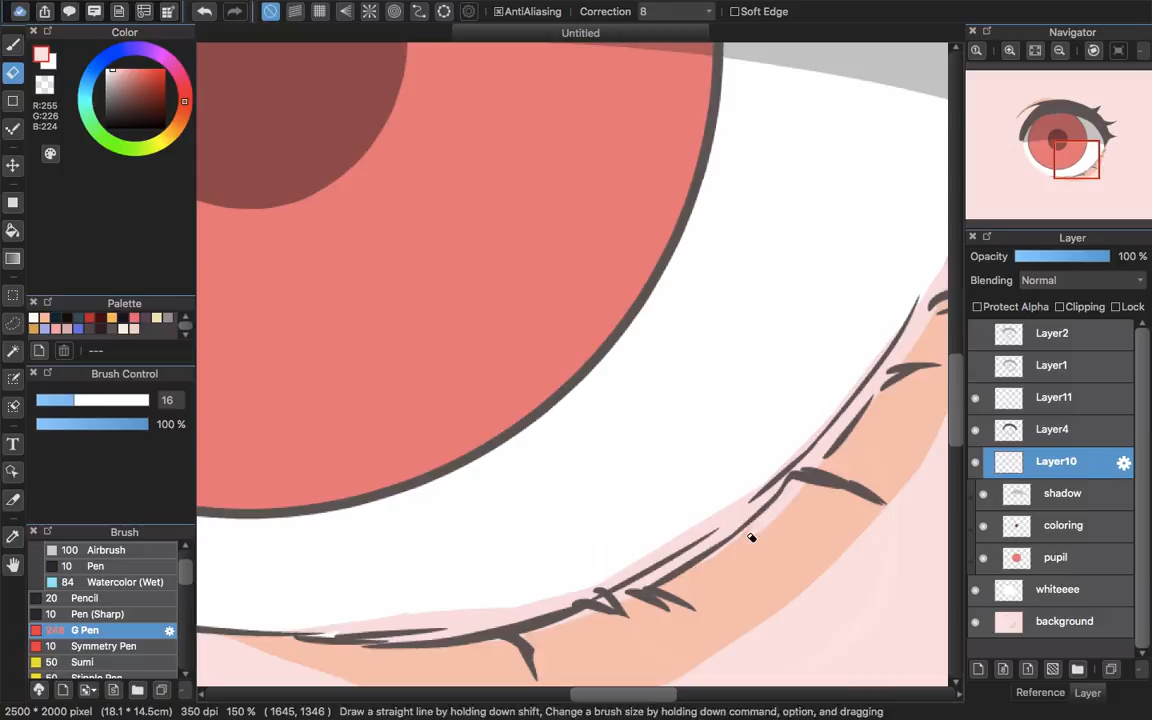 AntiAliasing Correction 8 Soft Edge
Color Untitled Navigator
R:255
G:226
B:224
Palette
---
Brush Control
16
100 %
Brush
100 Airbrush
10 Pen
84 Watercolor (Wet)
20 Pencil
10 Pen (Sharp)
G Pen
10 Symmetry Pen
50 Sumi
50 Stipple Pen
Layer
Opacity 100 %
Blending Normal
Protect Alpha Clipping Lock
Layer2
Layer1
Layer11
Layer4
Layer10
shadow
coloring
pupil
whiteeee
background
Reference Layer
2500 * 2000 pixel (18.1 * 14.5cm) 350 dpi 150 % ( 1645, 1346 ) Draw a straight line by holding down shift, Change a brush size by holding down command, option, and dragging